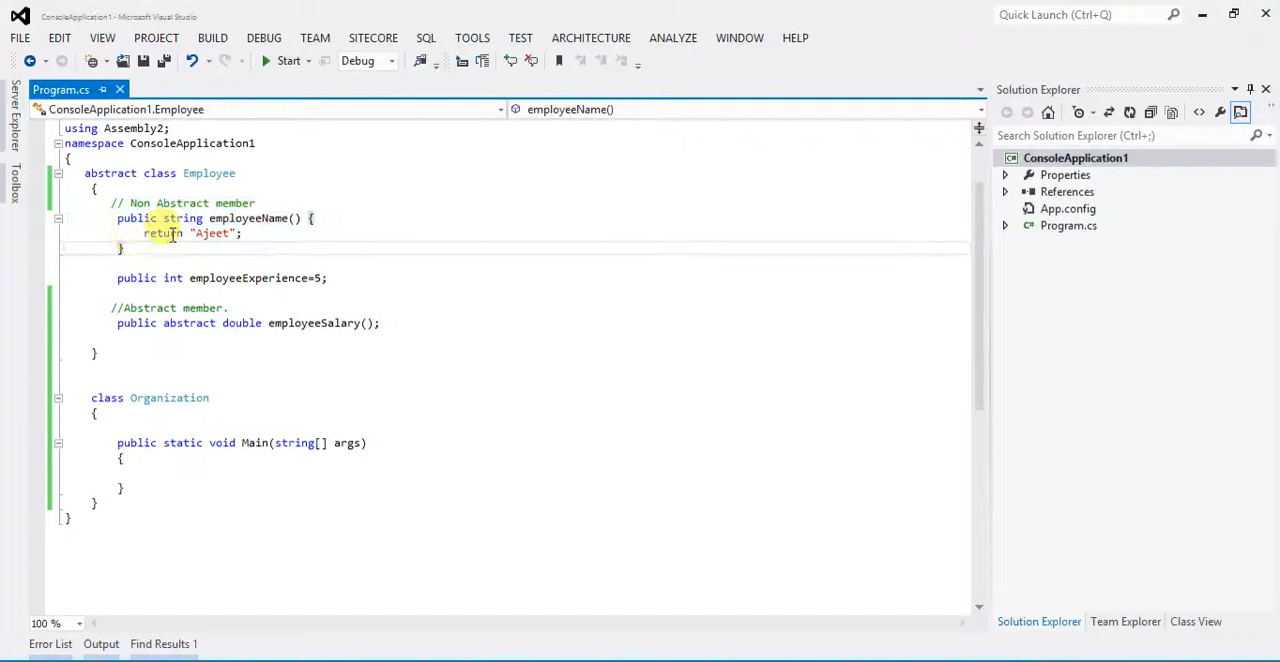 ConsoleApplication1 - Microsoft Visual Studio
Quick Launch (Ctrl+Q)
FILE EDIT VIEW PROJECT BUILD DEBUG TEAM SITECORE SQL TOOLS TEST ARCHITECTURE ANALYZE WINDOW HELP
Start Debug
Server Explorer
Toolbox
Program.cs
ConsoleApplication1.Employee employeeName()
using Assembly2;
namespace ConsoleApplication1
{
abstract class Employee
{
// Non Abstract member
public string employeeName() {
return "Ajeet";
}
public int employeeExperience=5;
//Abstract member.
public abstract double employeeSalary();
}
class Organization
{
public static void Main(string[] args)
{
}
}
}
100 %
Solution Explorer
Search Solution Explorer (Ctrl+;)
ConsoleApplication1
Properties
References
App.config
Program.cs
Solution Explorer Team Explorer Class View
Error List Output Find Results 1